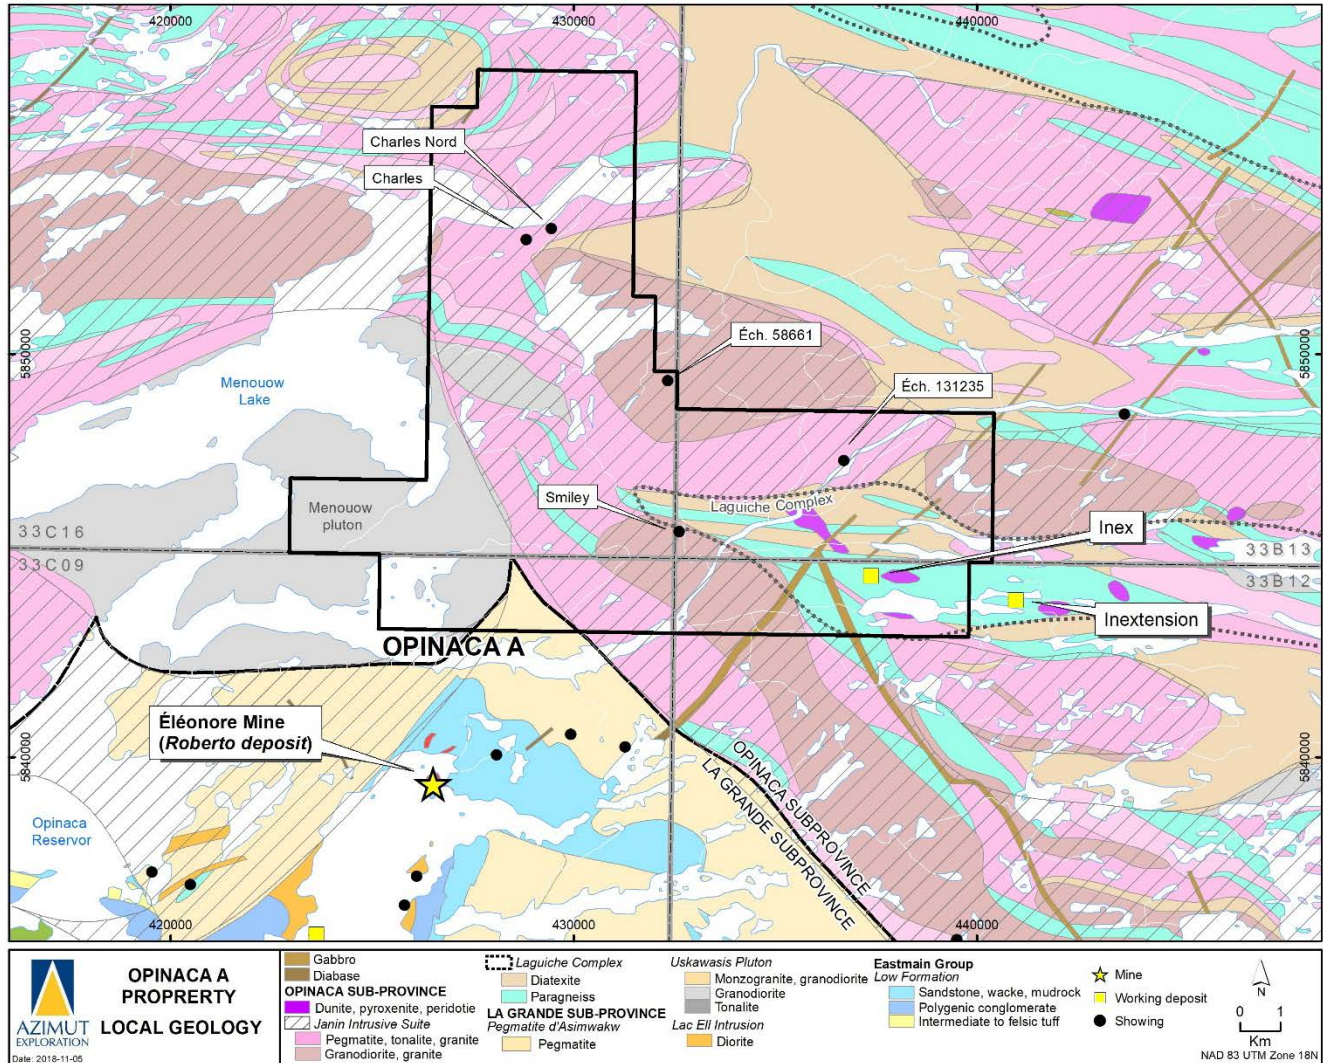 420000
430000
440000
Charles Nord
Charles
5850000
5850000
Éch. 58661
Menouow
Lake
Éch. 131235
Smiley
Laguiche Complex
Menouow
pluton
Inex
33C16
33C09
33B13
33B12
Inextension
OPINACA A
Éléonore Mine
(Roberto deposit)
5840000
5840000
OPINACA SUBPROVINCE
LA GRANDE SUBPROVINCE
Opinaca
Reservor
420000
430000
440000
AZIMUT
EXPLORATION
Date: 2018-11-05
OPINACA A
PROPRERTY
LOCAL GEOLOGY
Gabbro
Diabase
OPINACA SUB-PROVINCE
Dunite, pyroxenite, peridotie
Janin Intrusive Suite
Pegmatite, tonalite, granite
Granodiorite, granite
Laguiche Complex
Diatexite
Paragneiss
LA GRANDE SUB-PROVINCE
Pegmatite d'Asimwakw
Pegmatite
Uskawasis Pluton
Monzogranite, granodiorite
Granodiorite
Tonalite
Lac Ell Intrusion
Diorite
Eastmain Group
Low Formation
Sandstone, wacke, mudrock
Polygenic conglomerate
Intermediate to felsic tuff
Mine
Working deposit
Showing
N
0 1
Km
NAD 83 UTM Zone 18N